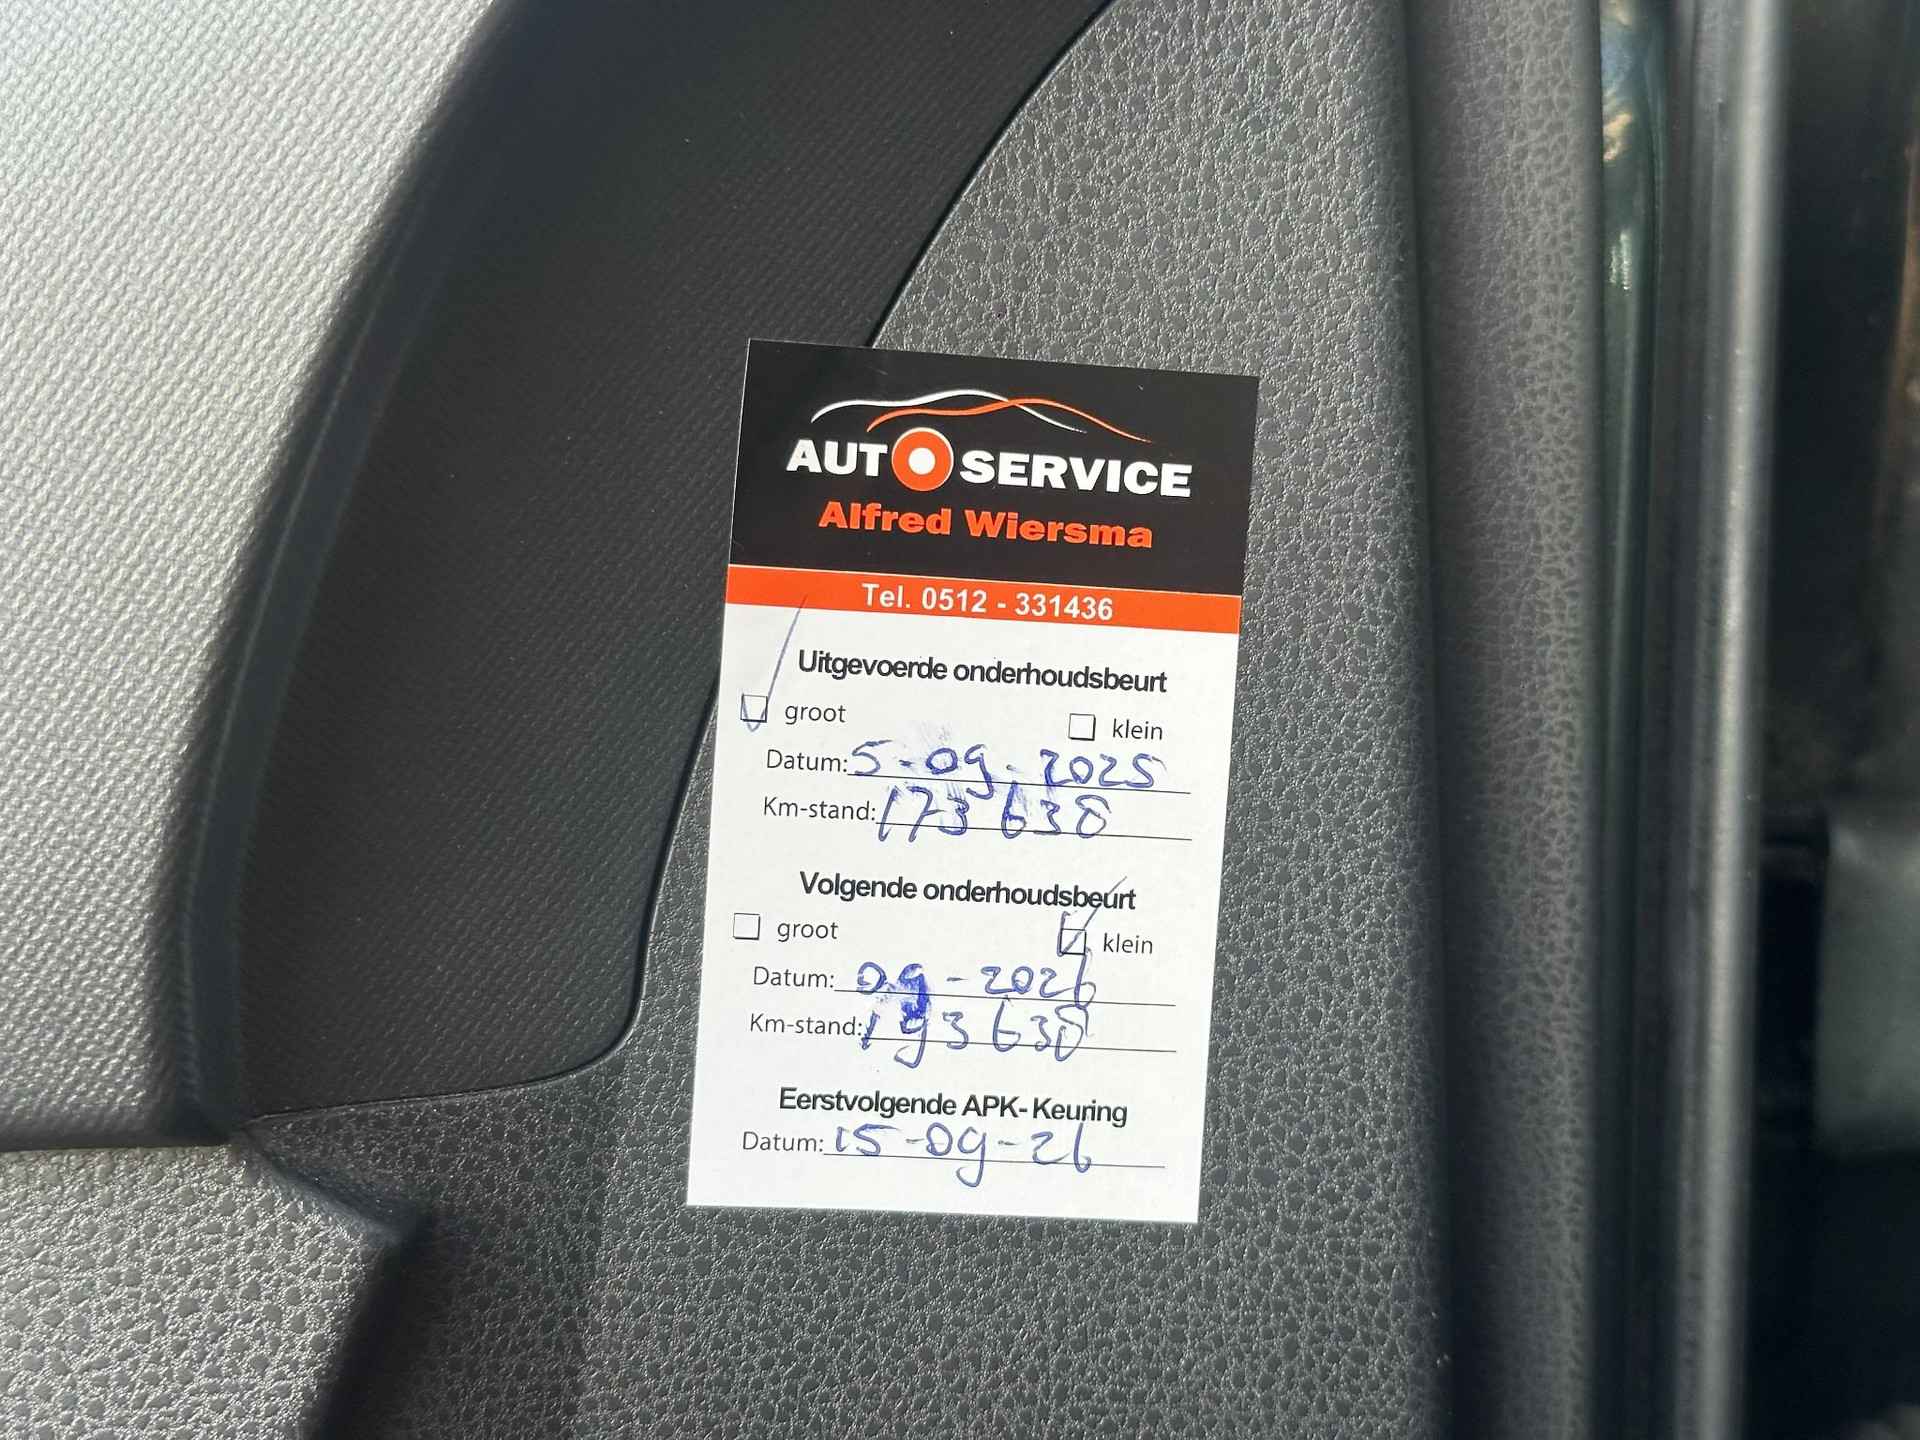 AUTOSERVICE
Alfred Wiersma
Tel. 0512 - 331436
Uitgevoerde onderhoudsbeurt
groot klein
Datum: 5-09-2025
Km-stand: 173 638
Volgende onderhoudsbeurt
groot klein
Datum: 09-2026
Km-stand: 193 638
Eerstvolgende APK-Keuring
Datum: 15-09-26